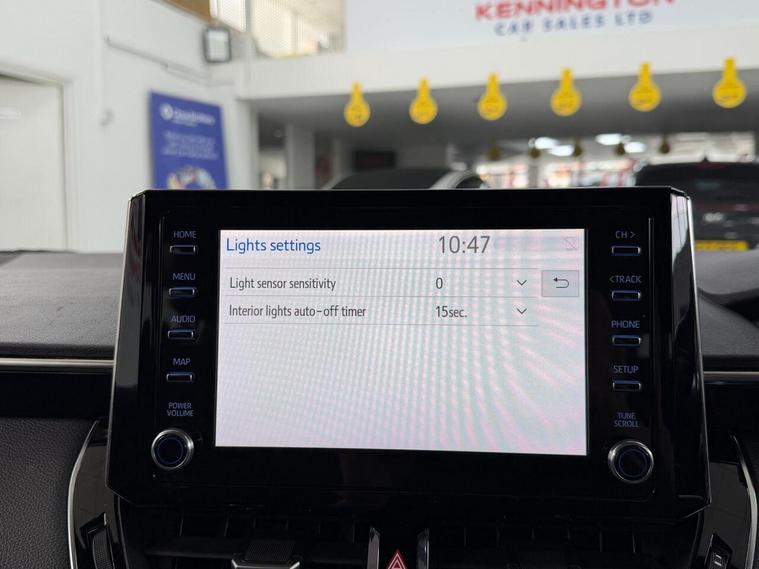 KENNINGTON
CAR SALES LTD
HOME
MENU
AUDIO
MAP
POWER
VOLUME
Lights settings
10:47
Light sensor sensitivity
0
Interior lights auto-off timer
15sec.
CH >
<TRACK
PHONE
SETUP
TUNE
SCROLL